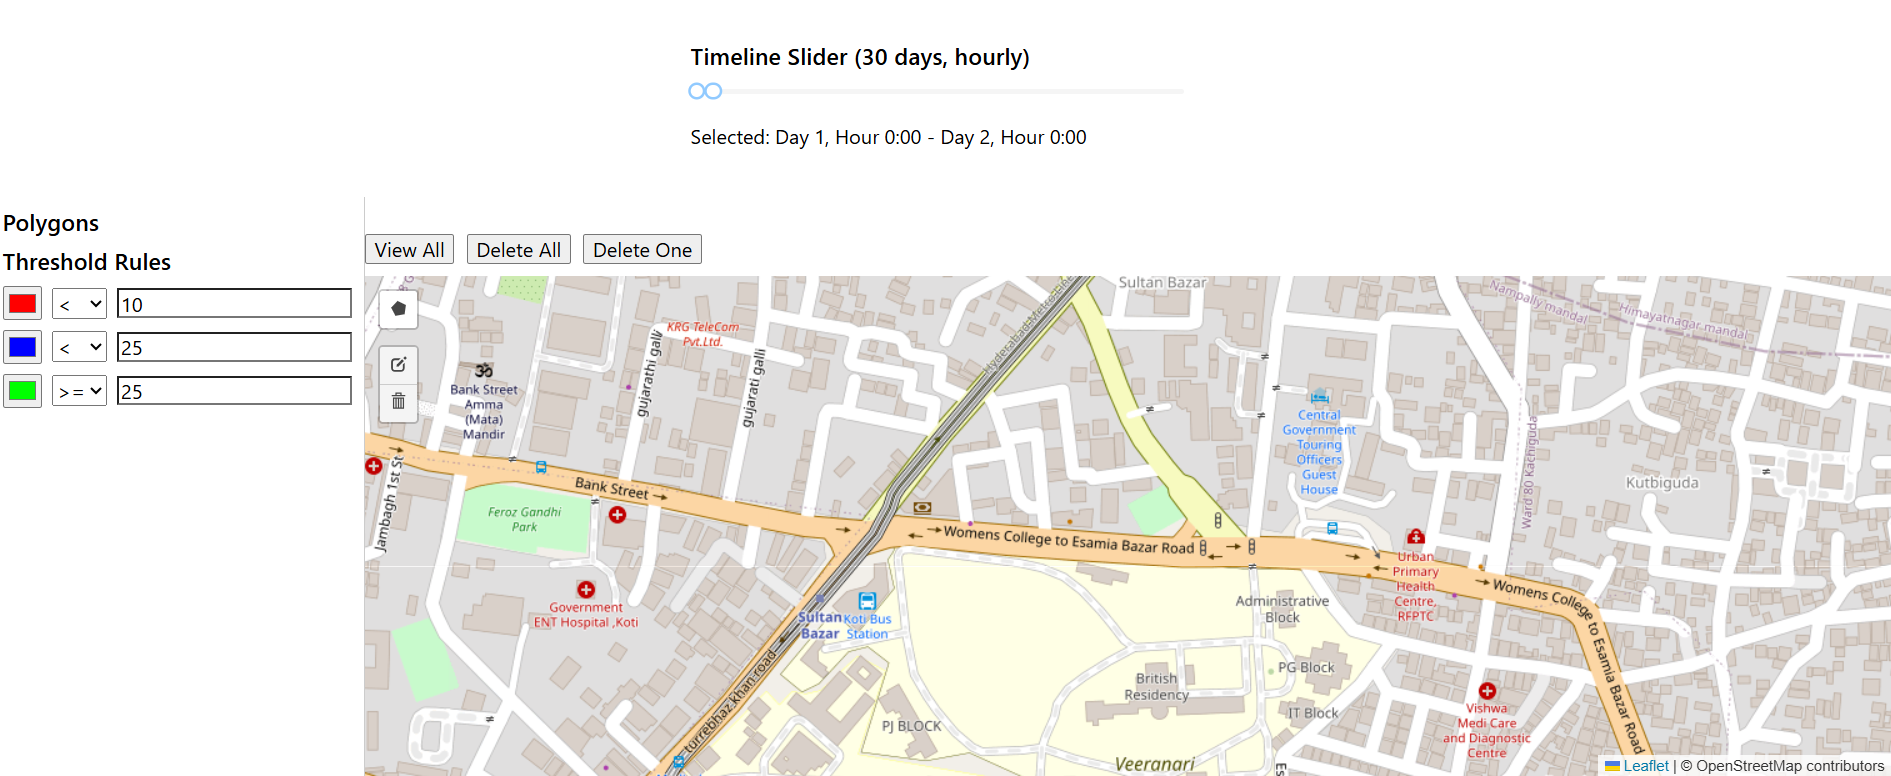 Timeline Slider (30 days, hourly)
Selected: Day 1, Hour 0:00 - Day 2, Hour 0:00
Polygons
Threshold Rules
< 10
< 25
>= 25
View All Delete All Delete One
Sultan Bazar
Hyderabad Metro
Nampally mandal
Himayatnagar mandal
KRG TeleCom
Pvt.Ltd.
gujarathi galli
gujarati galli
ॐ
Bank Street
Amma
(Mata)
Mandir
Central
Government
Touring
Officers
Guest
House
Ward 80 Kachiguda
Kutbiguda
Jambagh 1st St
Bank Street
Feroz Gandhi
Park
Womens College to Esamia Bazar Road
Urban
Primary
Health
Centre,
RFPTC
Womens College to Esamia Bazar Road
Government
ENT Hospital ,Koti
Sultan
Bazar
Koti Bus
Station
Administrative
Block
PG Block
British
Residency
IT Block
PJ BLOCK
turrebhaz khan road
Vishwa
Medi Care
and Diagnostic
Centre
Veeranari
Leaflet | © OpenStreetMap contributors